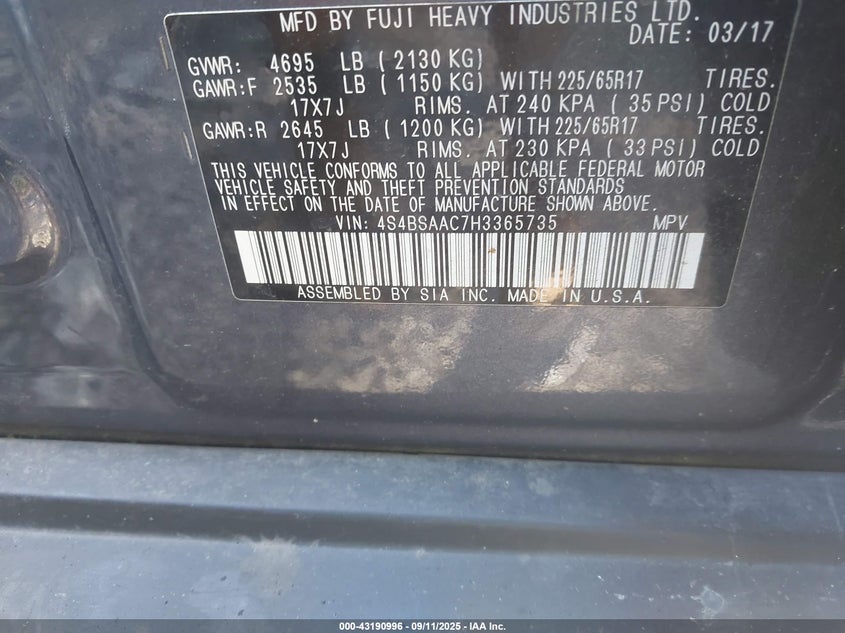 MFD BY FUJI HEAVY INDUSTRIES LTD.
DATE: 03/17
GVWR: 4695 LB ( 2130 KG)
GAWR:F 2535 LB ( 1150 KG) WITH 225/65R17 TIRES.
17X7J RIMS. AT 240 KPA ( 35 PSI) COLD
GAWR:R 2645 LB ( 1200 KG) WITH 225/65R17 TIRES.
17X7J RIMS. AT 230 KPA ( 33 PSI) COLD
THIS VEHICLE CONFORMS TO ALL APPLICABLE FEDERAL MOTOR
VEHICLE SAFETY AND THEFT PREVENTION STANDARDS
IN EFFECT ON THE DATE OF MANUFACTURE SHOWN ABOVE.
VIN: 4S4BSAAC7H3365735 MPV
ASSEMBLED BY SIA INC. MADE IN U.S.A.
000-43190996 - 09/11/2025 - IAA Inc.